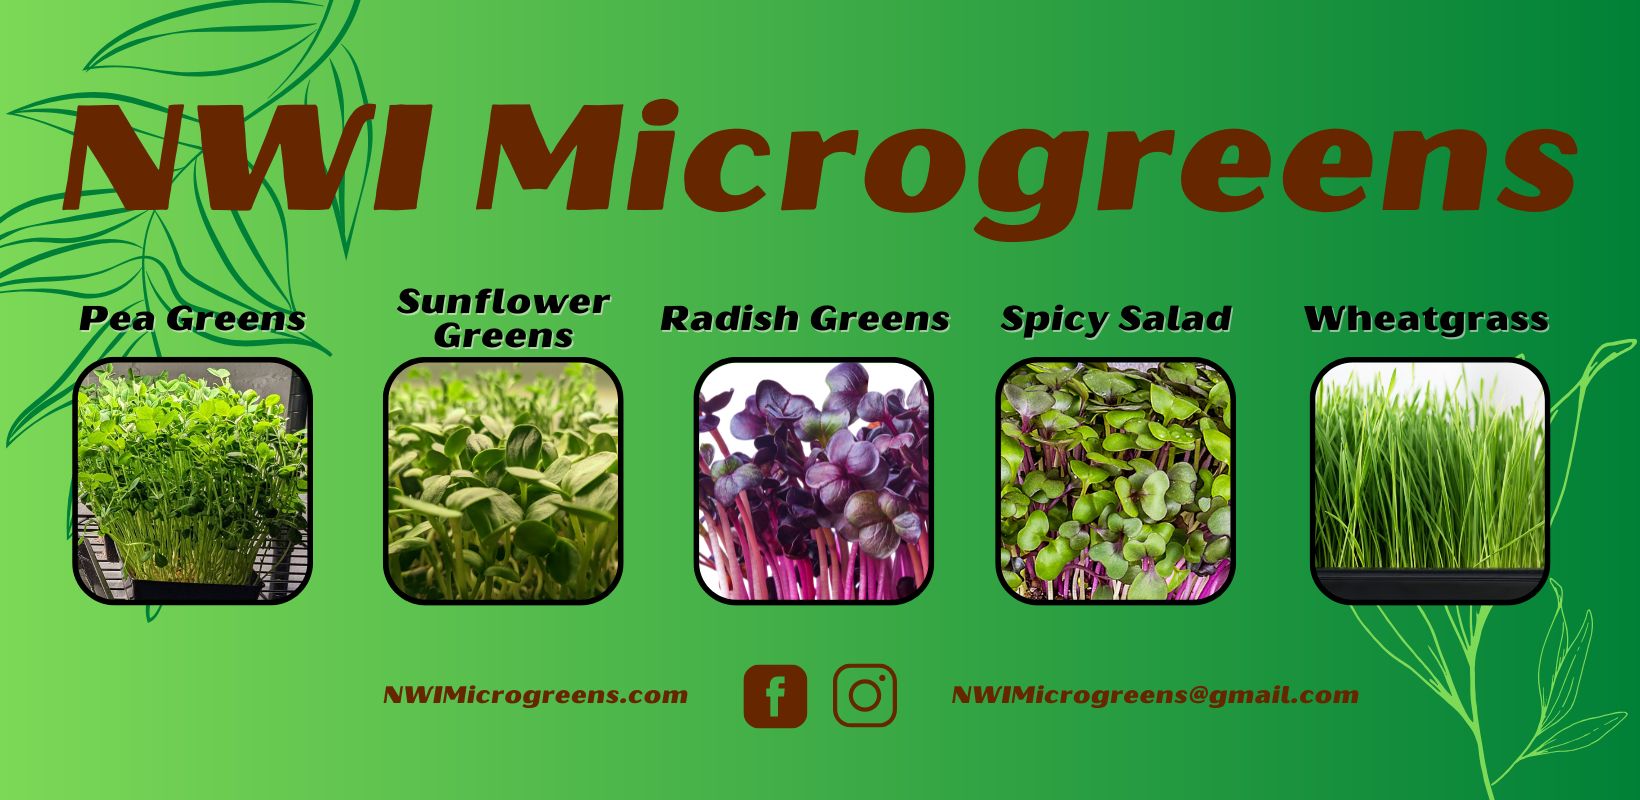 NWI Microgreens
Pea Greens
Sunflower
Greens
Radish Greens
Spicy Salad
Wheatgrass
NWIMicrogreens.com
NWIMicrogreens@gmail.com